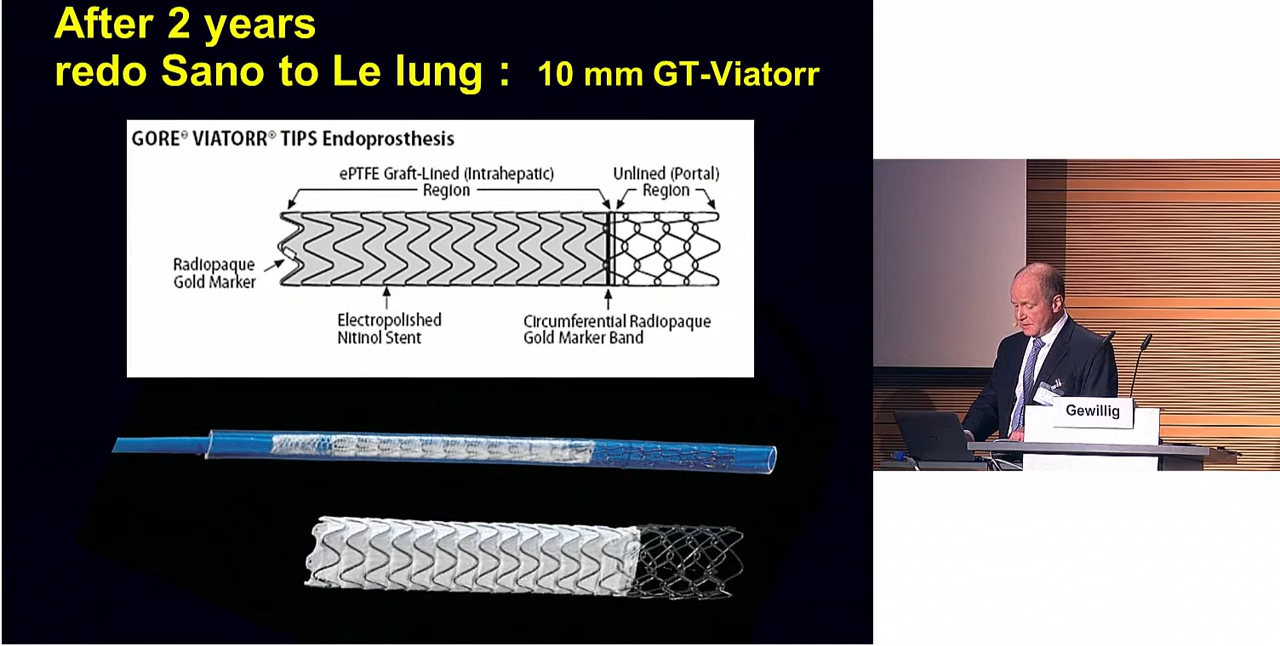 After 2 years
redo Sano to Le lung : 10 mm GT-Viatorr
GORE® VIATORR® TIPS Endoprosthesis
ePTFE Graft-Lined (Intrahepatic)
Region
Unlined (Portal)
Region
Radiopaque
Gold Marker
Electropolished
Nitinol Stent
Circumferential Radiopaque
Gold Marker Band
Gewillig